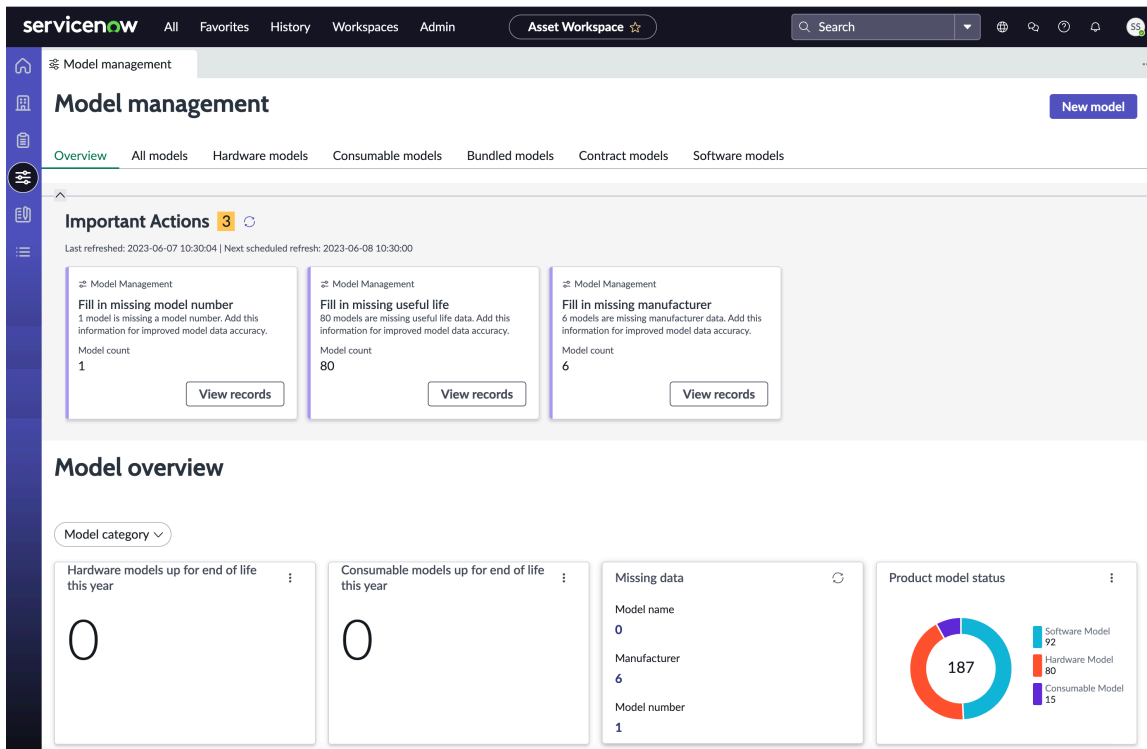 servicenow All Favorites History Workspaces Admin Asset Workspace Search SS
Model management
Model management
New model
Overview All models Hardware models Consumable models Bundled models Contract models Software models
Important Actions 3
Last refreshed: 2023-06-07 10:30:04 | Next scheduled refresh: 2023-06-08 10:30:00
Model Management
Fill in missing model number
1 model is missing a model number. Add this
information for improved model data accuracy.
Model count
1
View records
Model Management
Fill in missing useful life
80 models are missing useful life data. Add this
information for improved model data accuracy.
Model count
80
View records
Model Management
Fill in missing manufacturer
6 models are missing manufacturer data. Add this
information for improved model data accuracy.
Model count
6
View records
Model overview
Model category
Hardware models up for end of life
this year
0
Consumable models up for end of life
this year
0
Missing data
Model name
0
Manufacturer
6
Model number
1
Product model status
187
Software Model
92
Hardware Model
80
Consumable Model
15